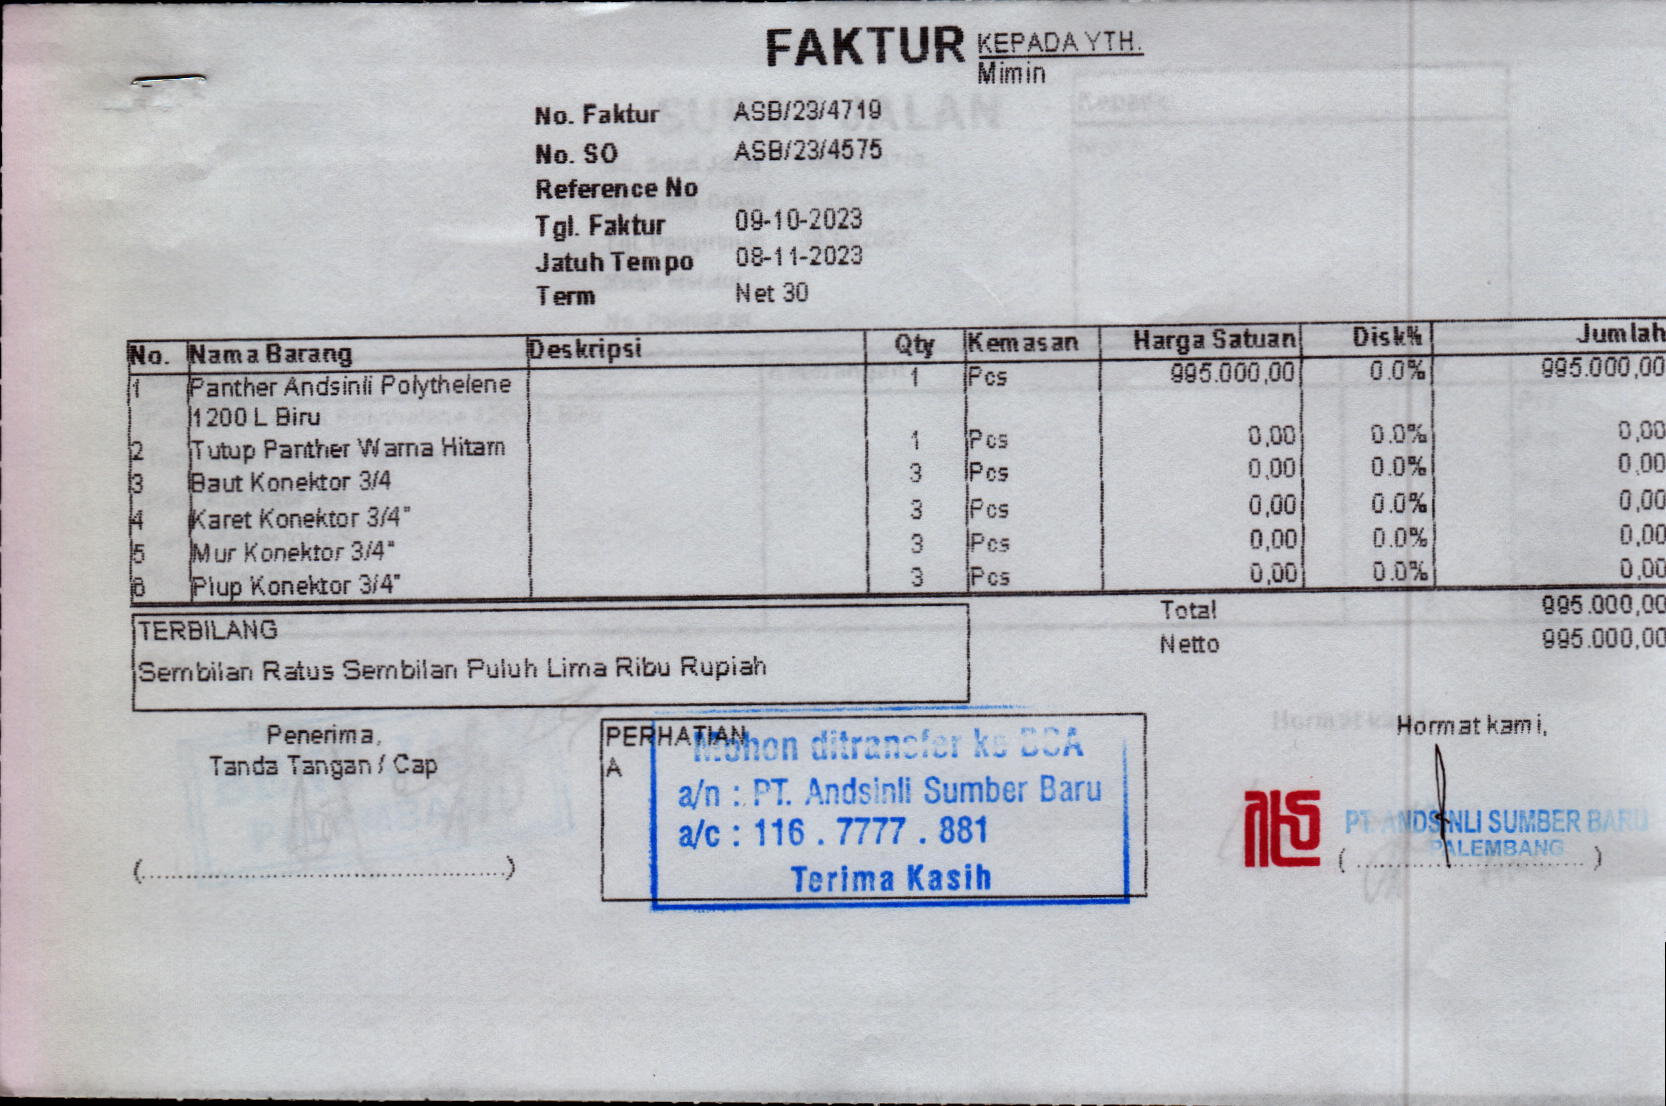 FAKTUR KEPADA YTH.
Mimin
No. Faktur ASB/23/4719
No. SO ASB/23/4575
Reference No
Tgl. Faktur 09-10-2023
Jatuh Tempo 08-11-2023
Term Net 30
No. Nama Barang Deskripsi Qty Kemasan Harga Satuan Disk% Jumlah
1 Panther Andsinli Polythelene 1 Pcs 995.000,00 0.0% 995.000,00
1200 L Biru
2 Tutup Panther Warna Hitam 1 Pcs 0,00 0.0% 0,00
3 Baut Konektor 3/4 3 Pcs 0,00 0.0% 0,00
4 Karet Konektor 3/4" 3 Pcs 0,00 0.0% 0,00
5 Mur Konektor 3/4" 3 Pcs 0,00 0.0% 0,00
6 Plup Konektor 3/4" 3 Pcs 0,00 0.0% 0,00
Total 995.000,00
Netto 995.000,00
TERBILANG
Sembilan Ratus Sembilan Puluh Lima Ribu Rupiah
Penerima,
Tanda Tangan / Cap
(..................................................)
PERHATIAN
A
Mohon ditransfer ke BCA
a/n : PT. Andsinli Sumber Baru
a/c : 116 . 7777 . 881
Terima Kasih
Hormat kami,
PT ANDSINLI SUMBER BARU
PALEMBANG
(..................................)